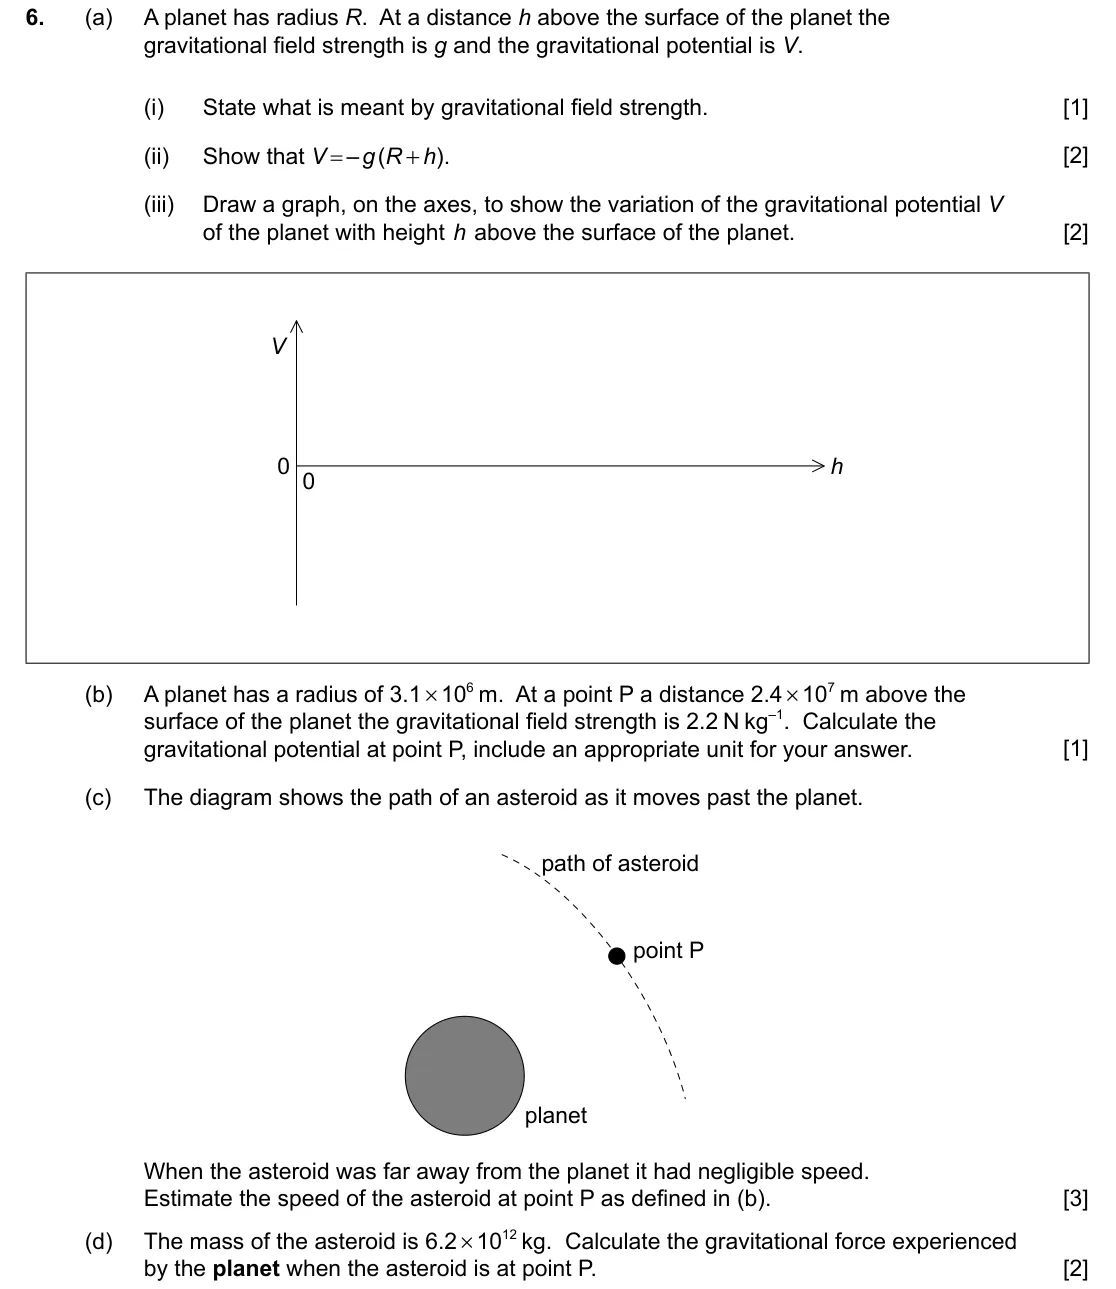 6. (a) A planet has radius R. At a distance h above the surface of the planet the
gravitational field strength is g and the gravitational potential is V.
(i) State what is meant by gravitational field strength. [1]
(ii) Show that V=−g(R+h). [2]
(iii) Draw a graph, on the axes, to show the variation of the gravitational potential V
of the planet with height h above the surface of the planet. [2]
V
0
0
h
(b) A planet has a radius of 3.1×10⁶ m. At a point P a distance 2.4×10⁷ m above the
surface of the planet the gravitational field strength is 2.2 N kg⁻¹. Calculate the
gravitational potential at point P, include an appropriate unit for your answer. [1]
(c) The diagram shows the path of an asteroid as it moves past the planet.
path of asteroid
point P
planet
When the asteroid was far away from the planet it had negligible speed.
Estimate the speed of the asteroid at point P as defined in (b). [3]
(d) The mass of the asteroid is 6.2×10¹² kg. Calculate the gravitational force experienced
by the planet when the asteroid is at point P. [2]